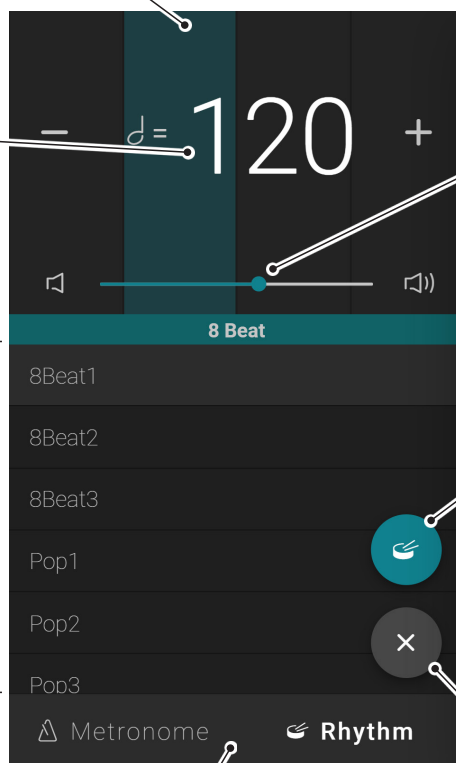 − 𝅗𝅥 = 120 +
8 Beat
8Beat1
8Beat2
8Beat3
Pop1
Pop2
Pop3
Metronome Rhythm